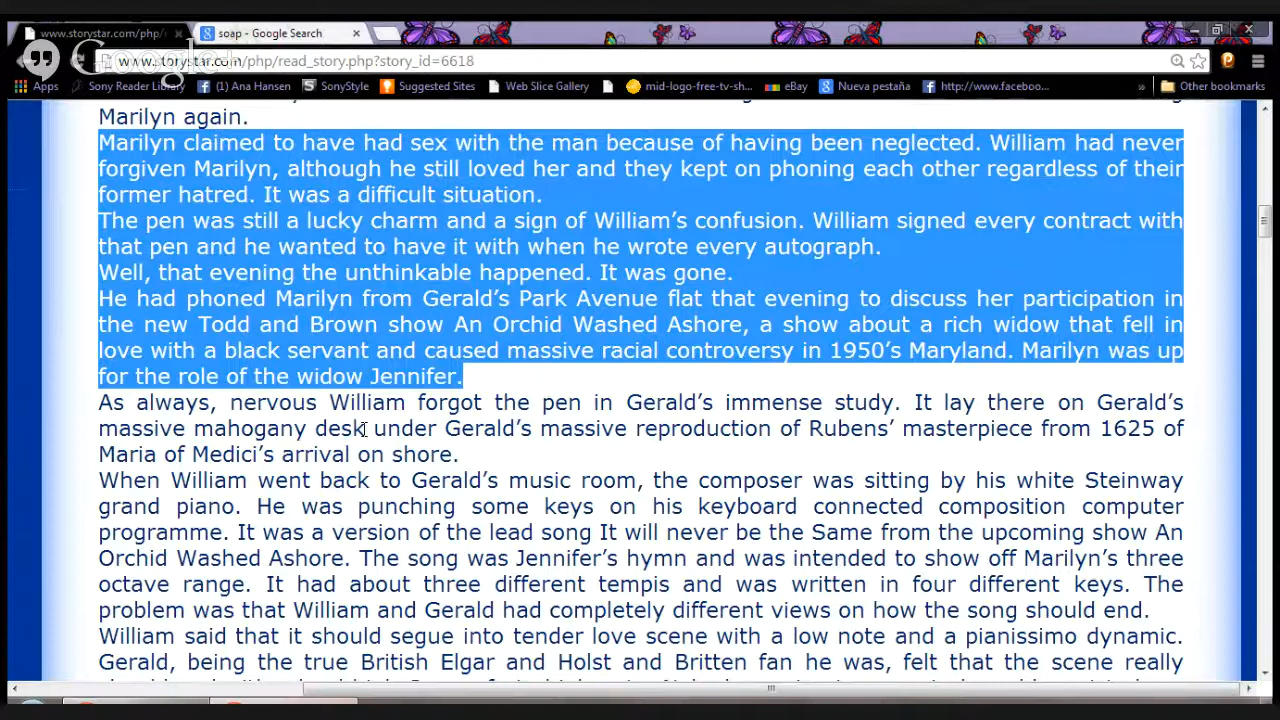 www.storystar.com/php/
soap - Google Search
Google+
www.storystar.com/php/read_story.php?story_id=6618
Apps
Sony Reader Library
(1) Ana Hansen
SonyStyle
Suggested Sites
Web Slice Gallery
mid-logo-free-tv-sh...
eBay
Nueva pestaña
http://www.faceboo...
»
Other bookmarks
Marilyn again.
Marilyn claimed to have had sex with the man because of having been neglected. William had never
forgiven Marilyn, although he still loved her and they kept on phoning each other regardless of their
former hatred. It was a difficult situation.
The pen was still a lucky charm and a sign of William’s confusion. William signed every contract with
that pen and he wanted to have it with when he wrote every autograph.
Well, that evening the unthinkable happened. It was gone.
He had phoned Marilyn from Gerald’s Park Avenue flat that evening to discuss her participation in
the new Todd and Brown show An Orchid Washed Ashore, a show about a rich widow that fell in
love with a black servant and caused massive racial controversy in 1950’s Maryland. Marilyn was up
for the role of the widow Jennifer.
As always, nervous William forgot the pen in Gerald’s immense study. It lay there on Gerald’s
massive mahogany desk under Gerald’s massive reproduction of Rubens’ masterpiece from 1625 of
Maria of Medici’s arrival on shore.
When William went back to Gerald’s music room, the composer was sitting by his white Steinway
grand piano. He was punching some keys on his keyboard connected composition computer
programme. It was a version of the lead song It will never be the Same from the upcoming show An
Orchid Washed Ashore. The song was Jennifer’s hymn and was intended to show off Marilyn’s three
octave range. It had about three different tempis and was written in four different keys. The
problem was that William and Gerald had completely different views on how the song should end.
William said that it should segue into tender love scene with a low note and a pianissimo dynamic.
Gerald, being the true British Elgar and Holst and Britten fan he was, felt that the scene really